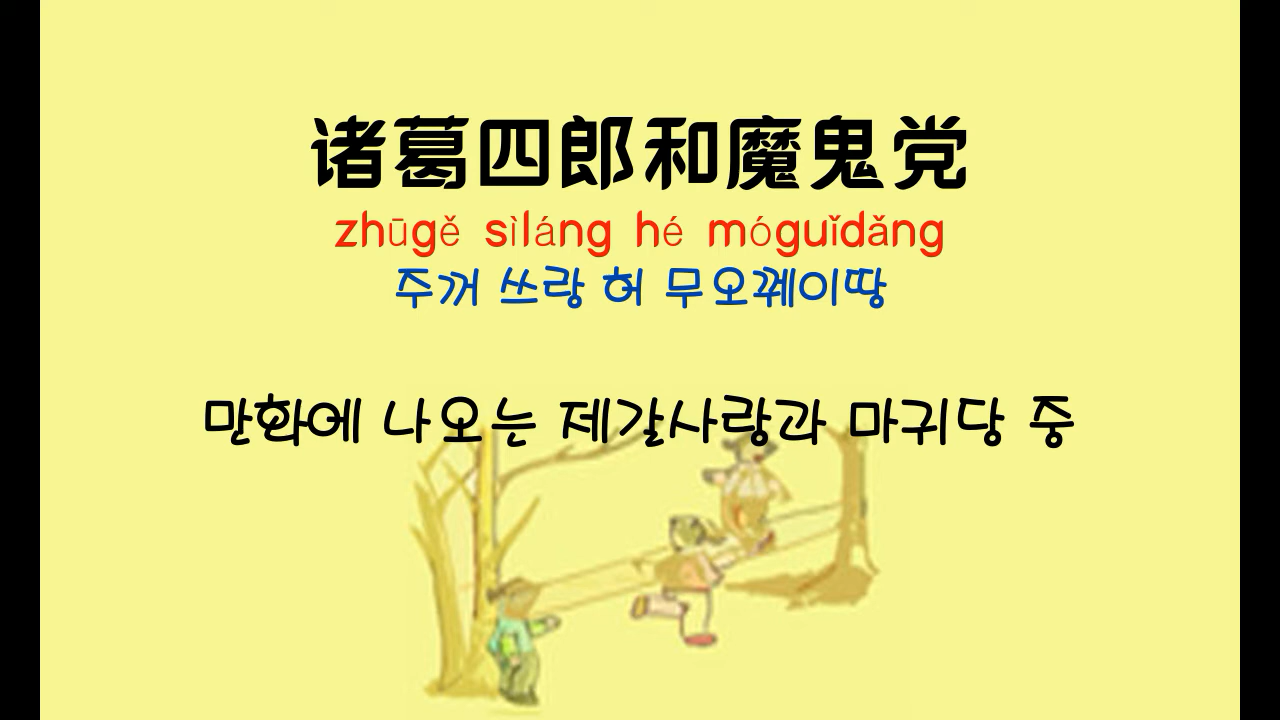 诸葛四郎和魔鬼党
zhūgě sìláng hé móguǐdǎng
주꺼 쓰랑 허 무오꿰이땅
만화에 나오는 제갈사랑과 마귀당 중